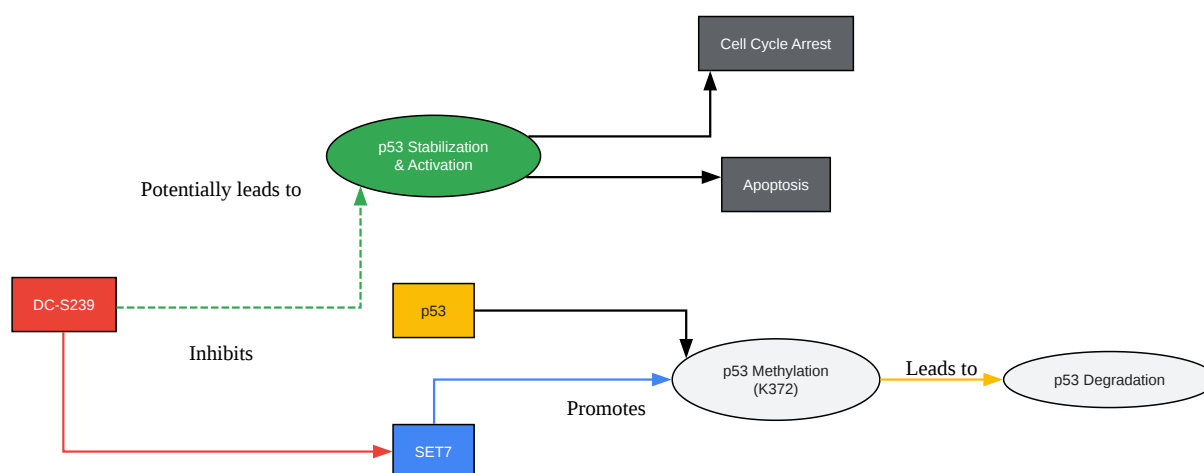 Cell Cycle Arrest
p53 Stabilization
& Activation
Potentially leads to
Apoptosis
DC-S239
p53
Inhibits
p53 Methylation
(K372)
Leads to
p53 Degradation
Promotes
SET7